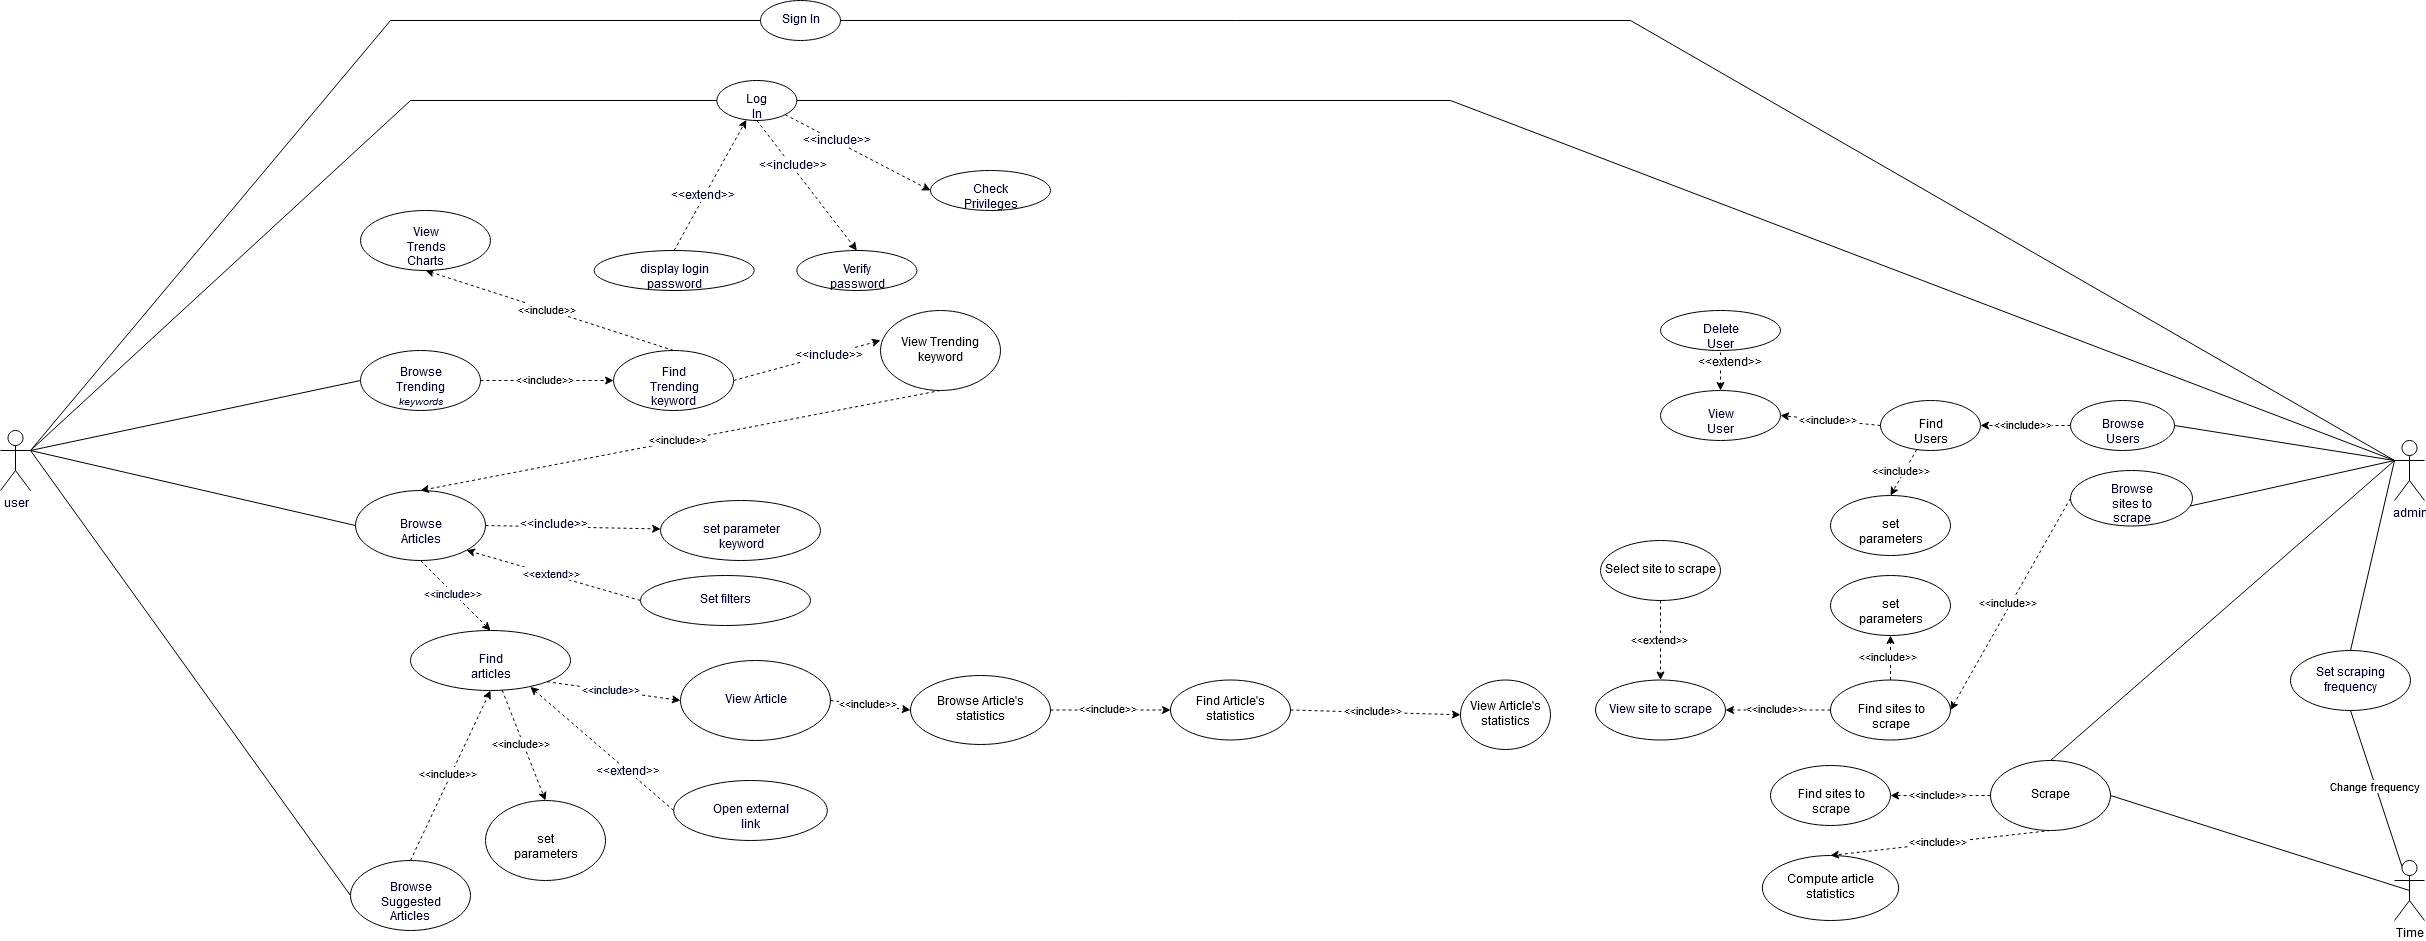 Sign In
Log
In
<<include>>
<<include>>
<<extend>>
Check
Privileges
View
Trends
Charts
display login
password
Verify
password
<<include>>
View Trending
keyword
<<include>>
Browse
Trending
keywords
<<include>>
Find
Trending
keyword
<<include>>
user
Browse
Articles
<<include>>
set parameter
keyword
<<extend>>
Set filters
<<include>>
Find
articles
<<include>>
View Article
<<include>>
Browse Article's
statistics
<<include>>
Find Article's
statistics
<<include>>
View Article's
statistics
<<include>>
<<include>>
<<extend>>
Open external
link
set
parameters
Browse
Suggested
Articles
Delete
User
<<extend>>
View
User
<<include>>
Find
Users
<<include>>
Browse
Users
<<include>>
set
parameters
Browse
sites to
scrape
admin
Select site to scrape
<<extend>>
set
parameters
<<include>>
<<include>>
View site to scrape
<<include>>
Find sites to
scrape
Set scraping
frequency
Change frequency
Find sites to
scrape
<<include>>
Scrape
<<include>>
Compute article
statistics
Time